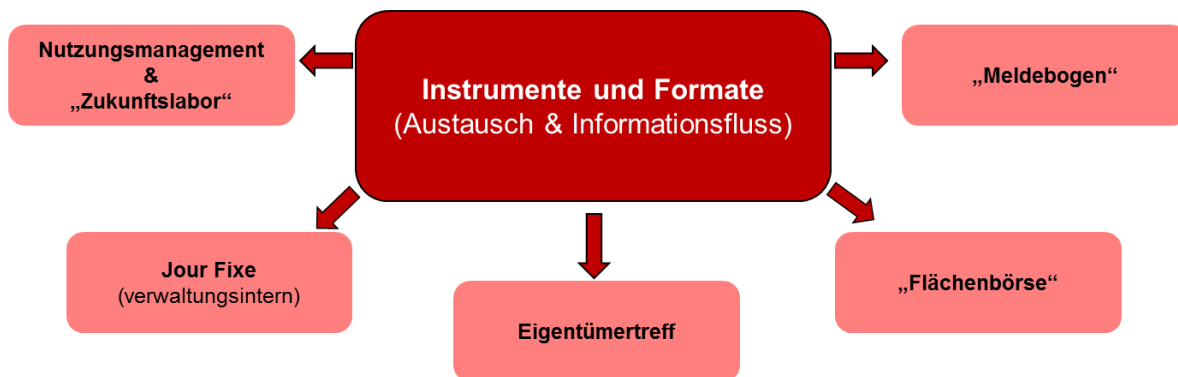 Nutzungsmanagement
&
„Zukunftslabor“
Instrumente und Formate
(Austausch & Informationsfluss)
„Meldebogen“
Jour Fixe
(verwaltungsintern)
Eigentümertreff
„Flächenbörse“